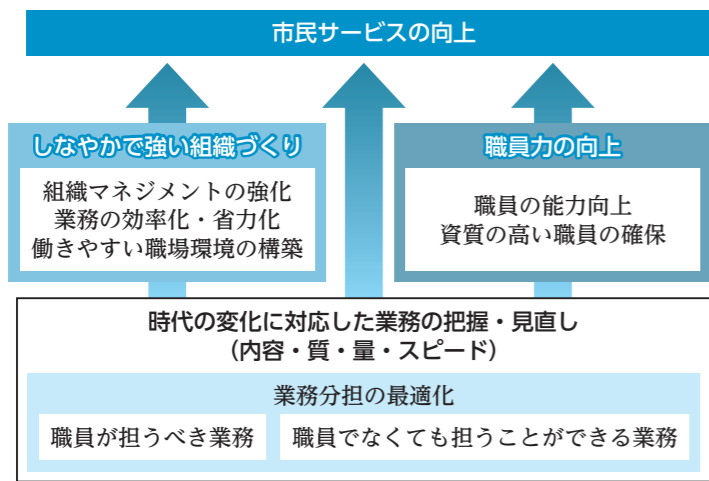 市民サービスの向上
しなやかで強い組織づくり
組織マネジメントの強化
業務の効率化・省力化
働きやすい職場環境の構築
職員力の向上
職員の能力向上
資質の高い職員の確保
時代の変化に対応した業務の把握・見直し
（内容・質・量・スピード）
業務分担の最適化
職員が担うべき業務
職員でなくても担うことができる業務